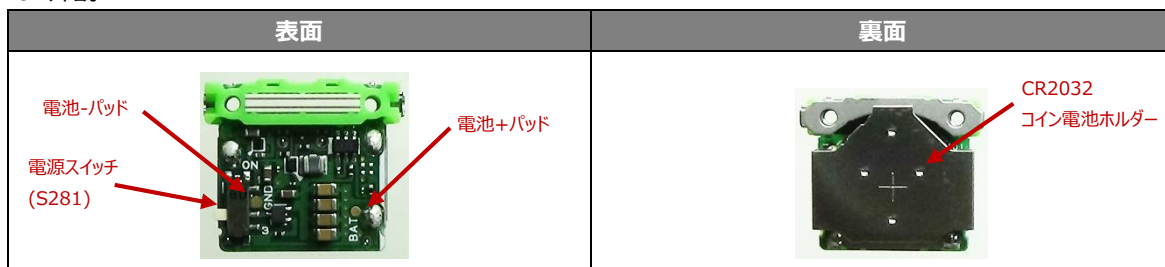 表面
裏面
電池-パッド
電源スイッチ
(S281)
電池+パッド
ON
GND
BAT
CR2032
コイン電池ホルダー